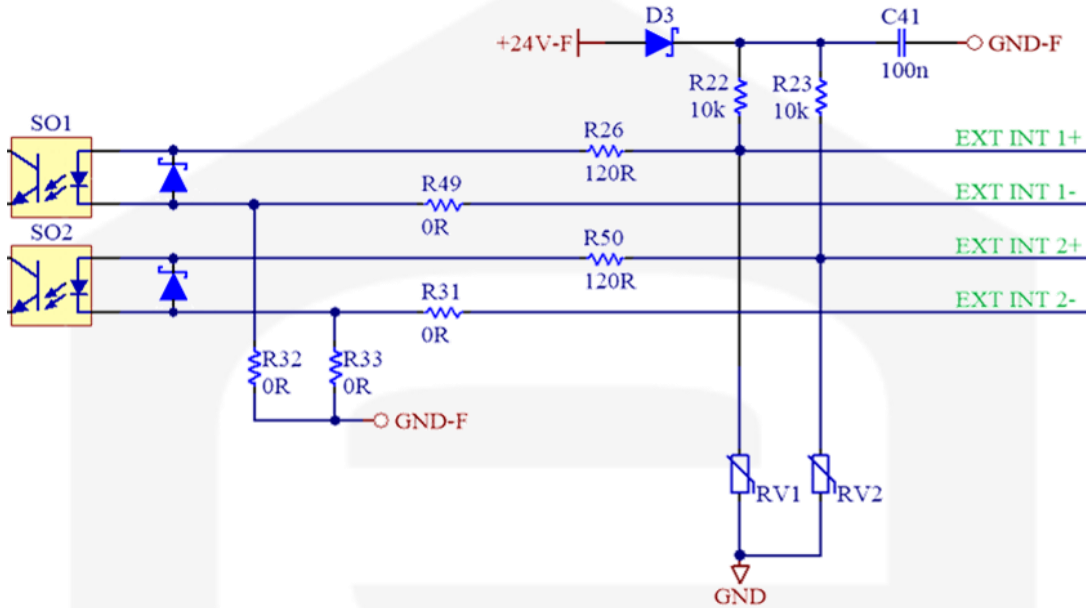 D3
C41
+24V-F
GND-F
100n
R22
10k
R23
10k
SO1
R26
120R
EXT INT 1+
R49
0R
EXT INT 1-
SO2
R50
120R
EXT INT 2+
R31
0R
EXT INT 2-
R32
0R
R33
0R
GND-F
RV1
RV2
GND